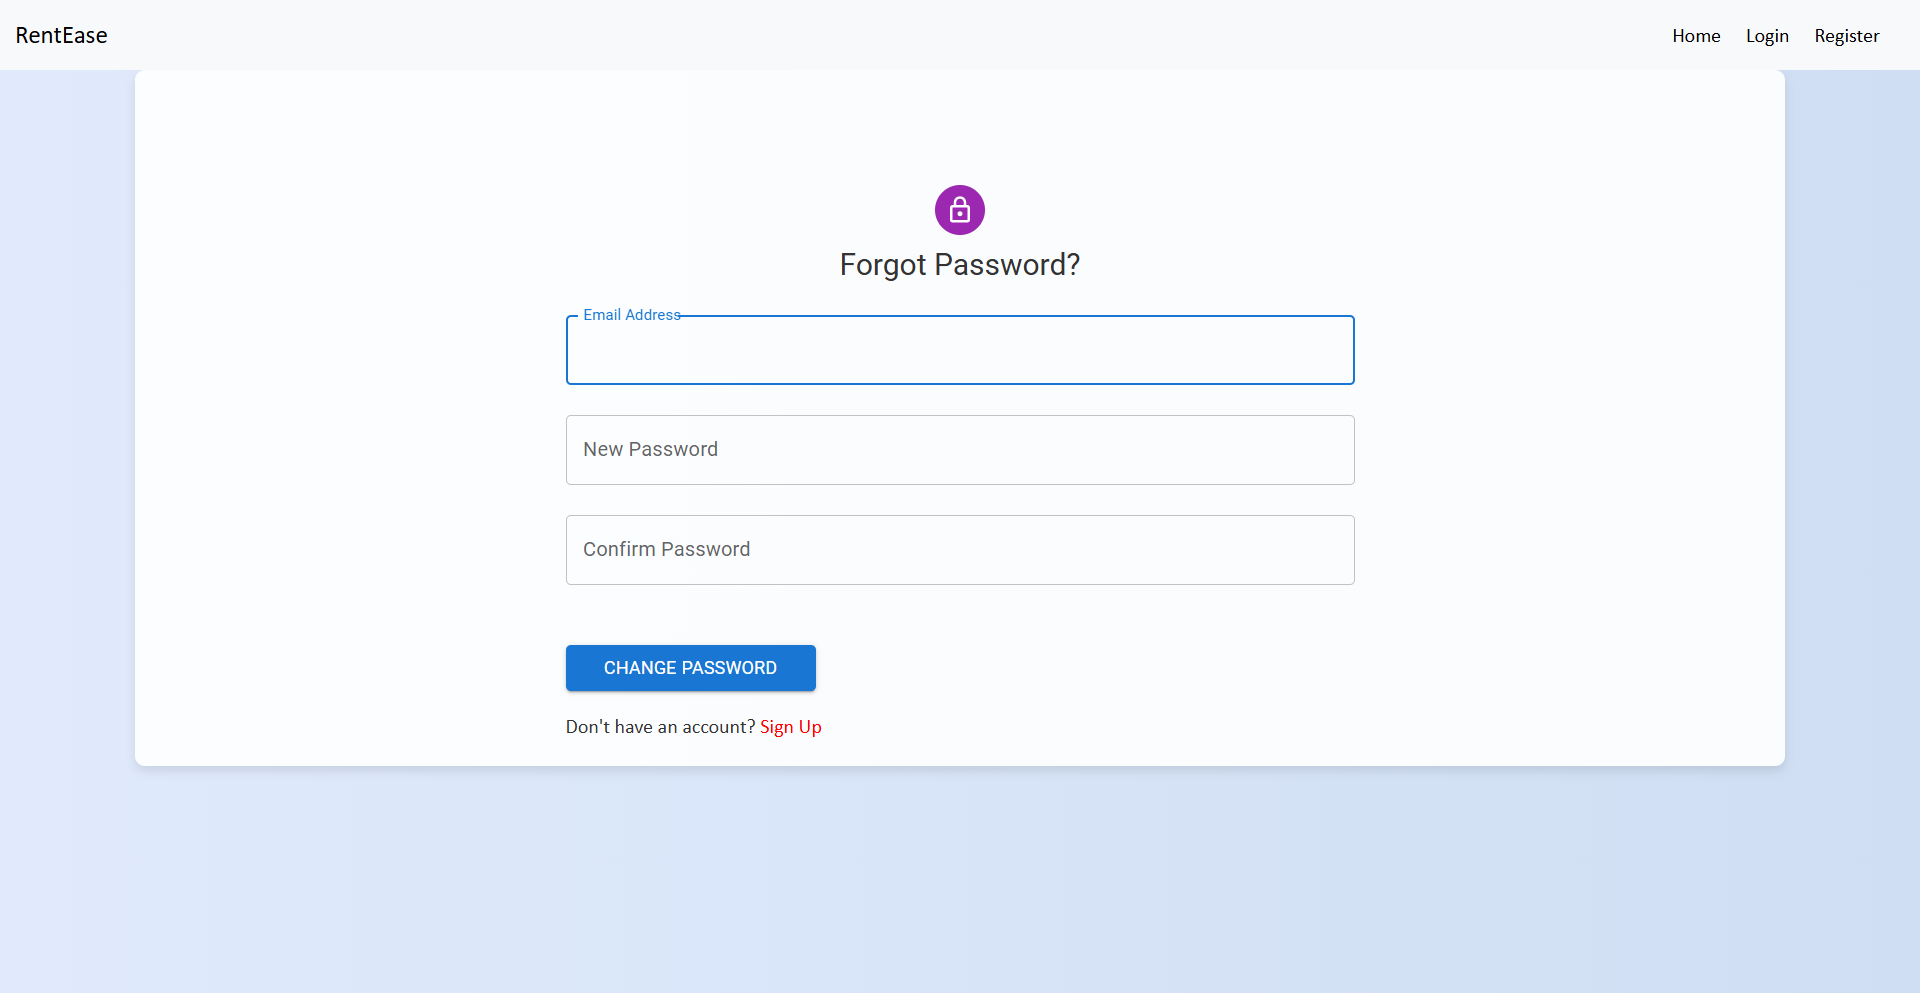 RentEase
Home Login Register
Forgot Password?
Email Address
New Password
Confirm Password
CHANGE PASSWORD
Don't have an account? Sign Up